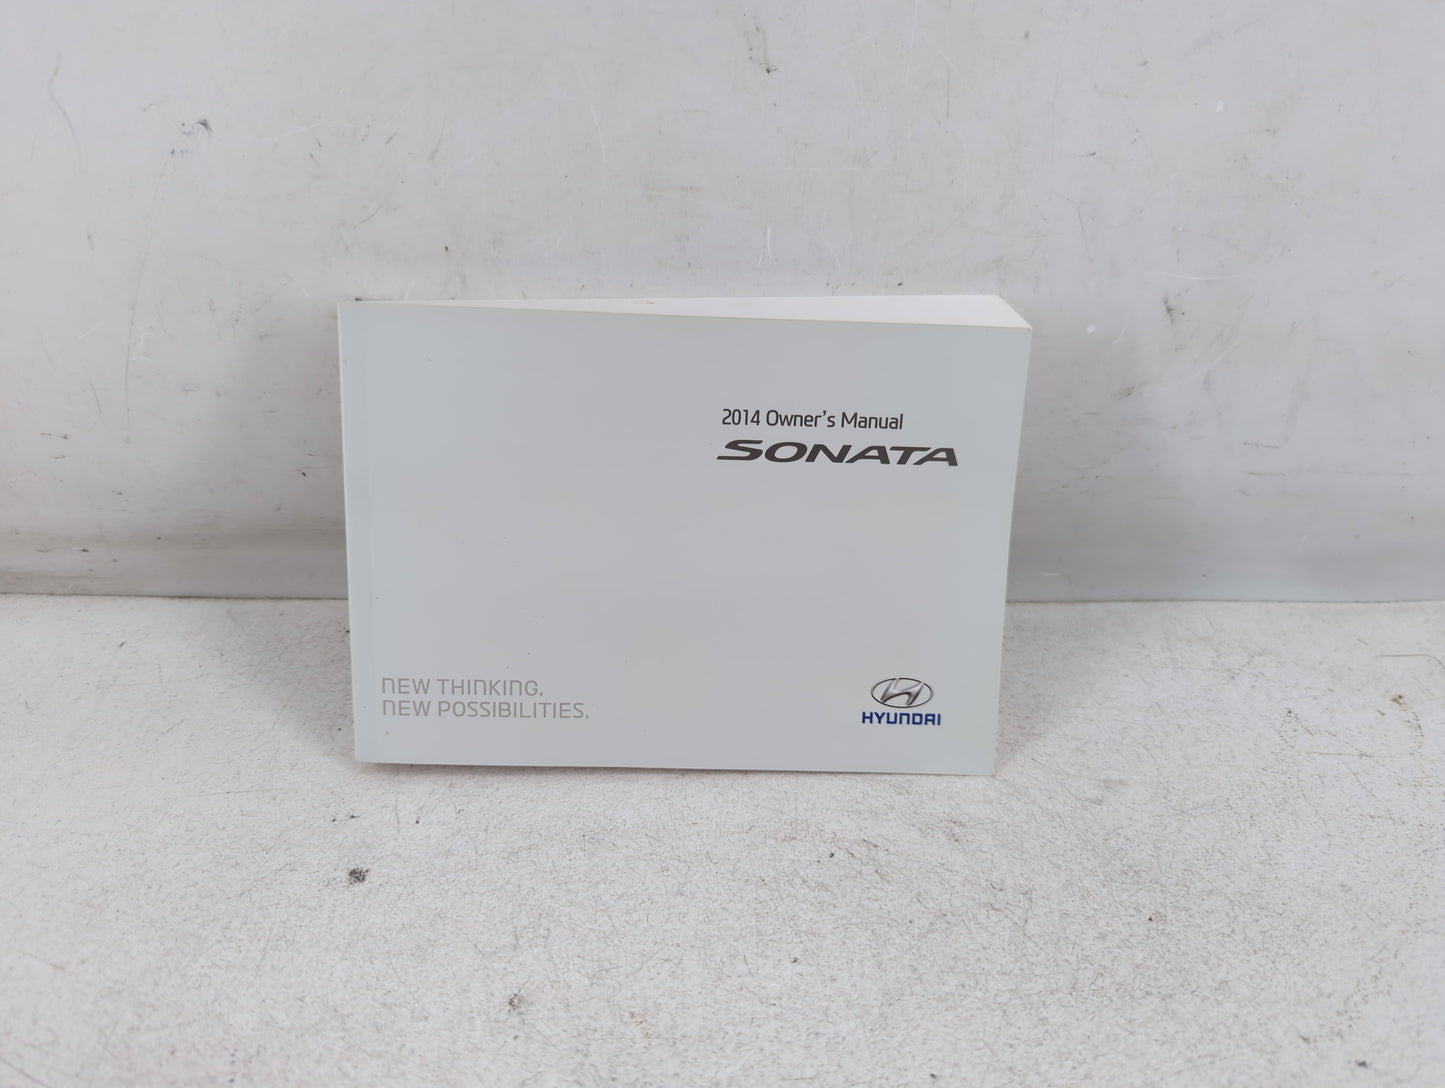 2014 Owner's Manual
SONATA
NEW THINKING.
NEW POSSIBILITIES.
HYUNDAI